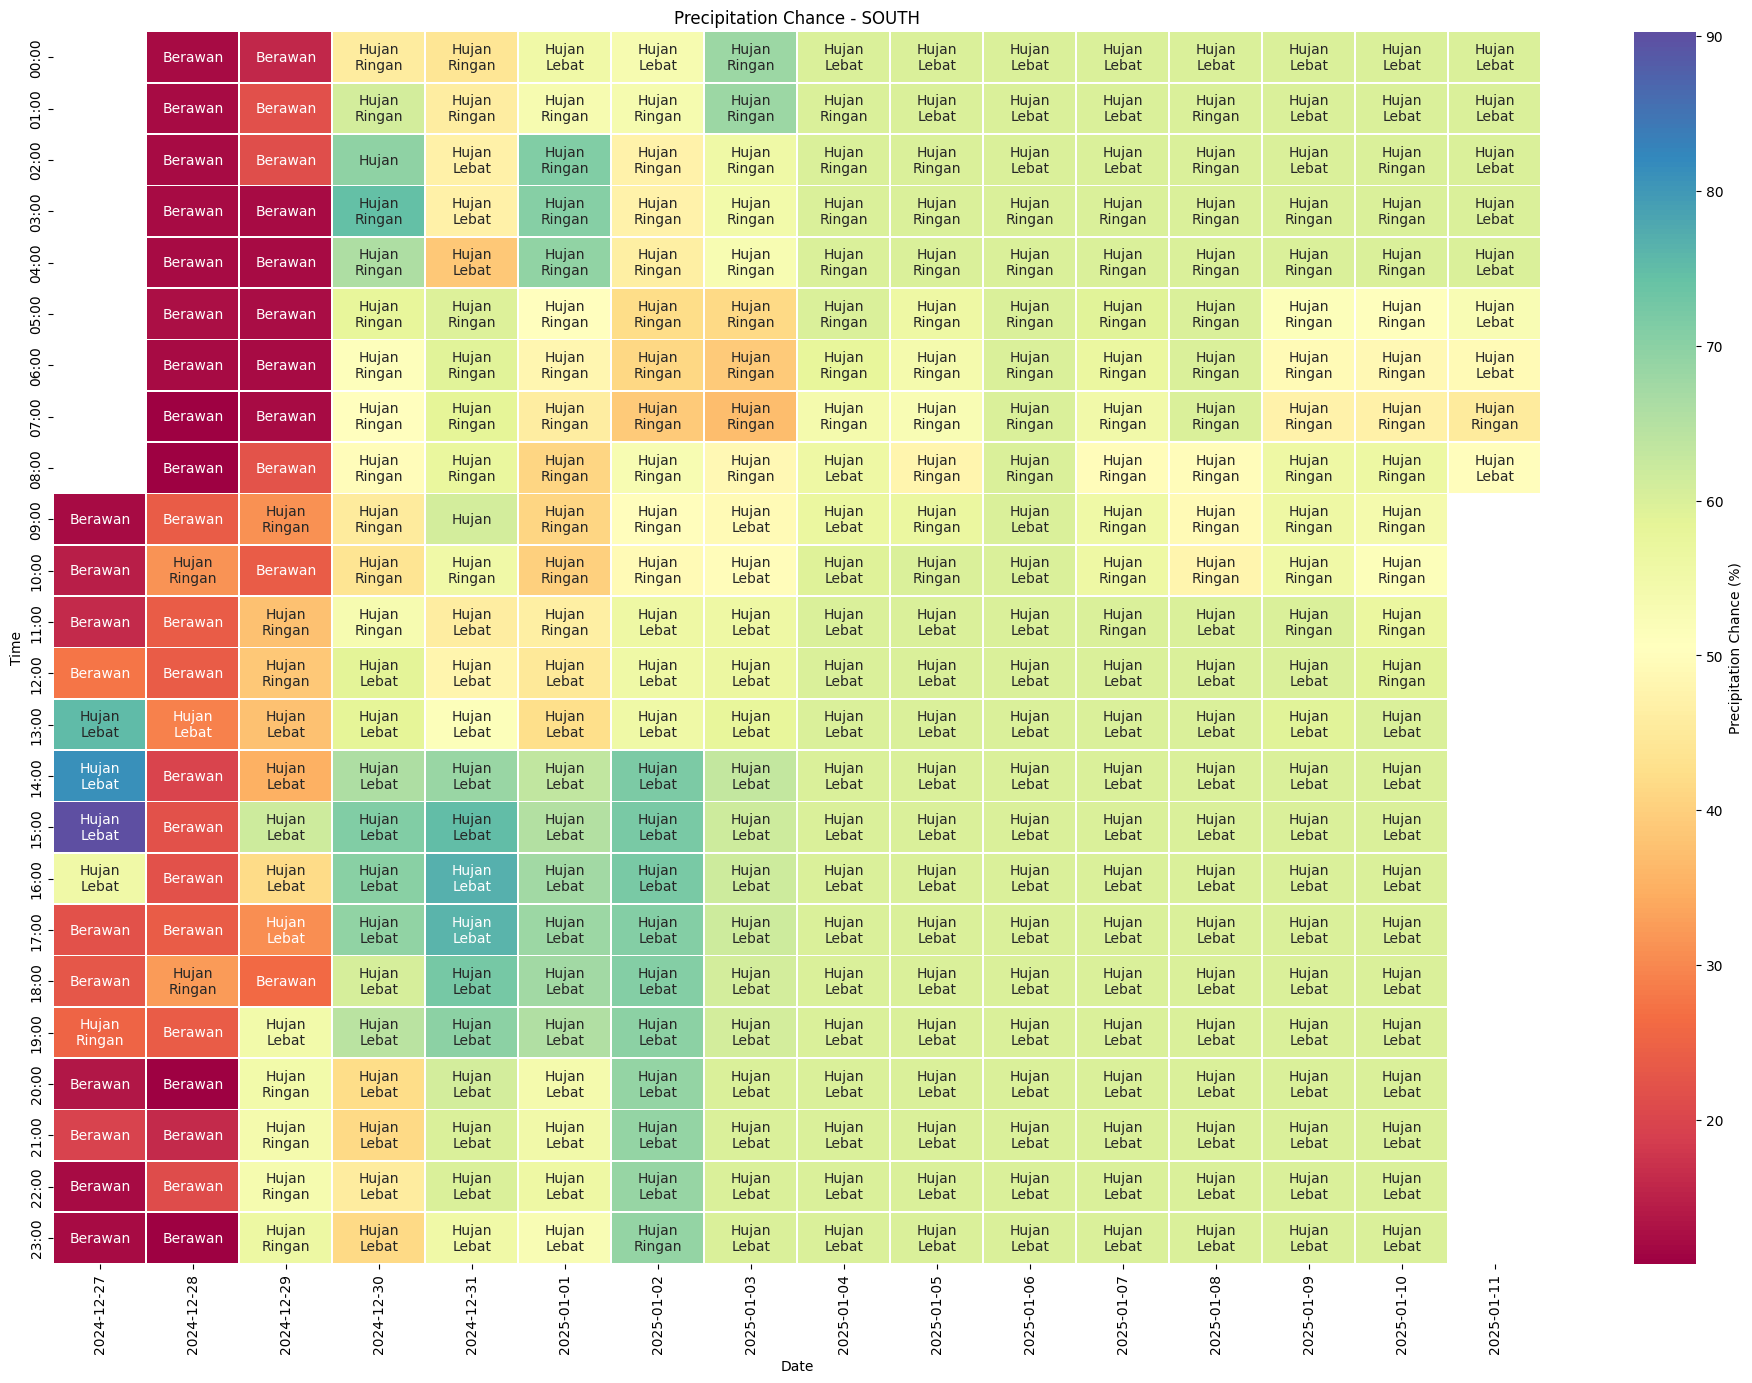 Precipitation Chance - SOUTH
00:00 Berawan Berawan Hujan Ringan Hujan Ringan Hujan Lebat Hujan Lebat Hujan Ringan Hujan Lebat Hujan Lebat Hujan Lebat Hujan Lebat Hujan Lebat Hujan Lebat Hujan Lebat Hujan Lebat
01:00 Berawan Berawan Hujan Ringan Hujan Ringan Hujan Ringan Hujan Ringan Hujan Ringan Hujan Ringan Hujan Lebat Hujan Lebat Hujan Lebat Hujan Ringan Hujan Lebat Hujan Lebat Hujan Lebat
02:00 Berawan Berawan Hujan Hujan Lebat Hujan Ringan Hujan Ringan Hujan Ringan Hujan Ringan Hujan Ringan Hujan Lebat Hujan Lebat Hujan Ringan Hujan Lebat Hujan Ringan Hujan Lebat
03:00 Berawan Berawan Hujan Ringan Hujan Lebat Hujan Ringan Hujan Ringan Hujan Ringan Hujan Ringan Hujan Ringan Hujan Ringan Hujan Ringan Hujan Ringan Hujan Ringan Hujan Ringan Hujan Lebat
04:00 Berawan Berawan Hujan Ringan Hujan Lebat Hujan Ringan Hujan Ringan Hujan Ringan Hujan Ringan Hujan Ringan Hujan Ringan Hujan Ringan Hujan Ringan Hujan Ringan Hujan Ringan Hujan Lebat
05:00 Berawan Berawan Hujan Ringan Hujan Ringan Hujan Ringan Hujan Ringan Hujan Ringan Hujan Ringan Hujan Ringan Hujan Ringan Hujan Ringan Hujan Ringan Hujan Ringan Hujan Ringan Hujan Lebat
06:00 Berawan Berawan Hujan Ringan Hujan Ringan Hujan Ringan Hujan Ringan Hujan Ringan Hujan Ringan Hujan Ringan Hujan Ringan Hujan Ringan Hujan Ringan Hujan Ringan Hujan Ringan Hujan Lebat
07:00 Berawan Berawan Hujan Ringan Hujan Ringan Hujan Ringan Hujan Ringan Hujan Ringan Hujan Ringan Hujan Ringan Hujan Ringan Hujan Ringan Hujan Ringan Hujan Ringan Hujan Ringan Hujan Ringan
08:00 Berawan Berawan Hujan Ringan Hujan Ringan Hujan Ringan Hujan Ringan Hujan Ringan Hujan Lebat Hujan Ringan Hujan Ringan Hujan Ringan Hujan Ringan Hujan Ringan Hujan Ringan Hujan Lebat
09:00 Berawan Berawan Hujan Ringan Hujan Ringan Hujan Hujan Ringan Hujan Ringan Hujan Lebat Hujan Lebat Hujan Ringan Hujan Lebat Hujan Ringan Hujan Ringan Hujan Ringan Hujan Ringan
10:00 Berawan Hujan Ringan Berawan Hujan Ringan Hujan Ringan Hujan Ringan Hujan Ringan Hujan Lebat Hujan Lebat Hujan Ringan Hujan Lebat Hujan Ringan Hujan Ringan Hujan Ringan Hujan Ringan
11:00 Berawan Berawan Hujan Ringan Hujan Ringan Hujan Lebat Hujan Ringan Hujan Lebat Hujan Lebat Hujan Lebat Hujan Lebat Hujan Lebat Hujan Ringan Hujan Lebat Hujan Ringan Hujan Ringan
12:00 Berawan Berawan Hujan Ringan Hujan Lebat Hujan Lebat Hujan Lebat Hujan Lebat Hujan Lebat Hujan Lebat Hujan Lebat Hujan Lebat Hujan Lebat Hujan Lebat Hujan Lebat Hujan Ringan
13:00 Hujan Lebat Hujan Lebat Hujan Lebat Hujan Lebat Hujan Lebat Hujan Lebat Hujan Lebat Hujan Lebat Hujan Lebat Hujan Lebat Hujan Lebat Hujan Lebat Hujan Lebat Hujan Lebat Hujan Lebat
14:00 Hujan Lebat Berawan Hujan Lebat Hujan Lebat Hujan Lebat Hujan Lebat Hujan Lebat Hujan Lebat Hujan Lebat Hujan Lebat Hujan Lebat Hujan Lebat Hujan Lebat Hujan Lebat Hujan Lebat
15:00 Hujan Lebat Berawan Hujan Lebat Hujan Lebat Hujan Lebat Hujan Lebat Hujan Lebat Hujan Lebat Hujan Lebat Hujan Lebat Hujan Lebat Hujan Lebat Hujan Lebat Hujan Lebat Hujan Lebat
16:00 Hujan Lebat Berawan Hujan Lebat Hujan Lebat Hujan Lebat Hujan Lebat Hujan Lebat Hujan Lebat Hujan Lebat Hujan Lebat Hujan Lebat Hujan Lebat Hujan Lebat Hujan Lebat Hujan Lebat
17:00 Berawan Berawan Hujan Lebat Hujan Lebat Hujan Lebat Hujan Lebat Hujan Lebat Hujan Lebat Hujan Lebat Hujan Lebat Hujan Lebat Hujan Lebat Hujan Lebat Hujan Lebat Hujan Lebat
18:00 Berawan Hujan Ringan Berawan Hujan Lebat Hujan Lebat Hujan Lebat Hujan Lebat Hujan Lebat Hujan Lebat Hujan Lebat Hujan Lebat Hujan Lebat Hujan Lebat Hujan Lebat Hujan Lebat
19:00 Hujan Ringan Berawan Hujan Lebat Hujan Lebat Hujan Lebat Hujan Lebat Hujan Lebat Hujan Lebat Hujan Lebat Hujan Lebat Hujan Lebat Hujan Lebat Hujan Lebat Hujan Lebat Hujan Lebat
20:00 Berawan Berawan Hujan Ringan Hujan Lebat Hujan Lebat Hujan Lebat Hujan Lebat Hujan Lebat Hujan Lebat Hujan Lebat Hujan Lebat Hujan Lebat Hujan Lebat Hujan Lebat Hujan Lebat
21:00 Berawan Berawan Hujan Ringan Hujan Lebat Hujan Lebat Hujan Lebat Hujan Lebat Hujan Lebat Hujan Lebat Hujan Lebat Hujan Lebat Hujan Lebat Hujan Lebat Hujan Lebat Hujan Lebat
22:00 Berawan Berawan Hujan Ringan Hujan Lebat Hujan Lebat Hujan Lebat Hujan Lebat Hujan Lebat Hujan Lebat Hujan Lebat Hujan Lebat Hujan Lebat Hujan Lebat Hujan Lebat Hujan Lebat
23:00 Berawan Berawan Hujan Ringan Hujan Lebat Hujan Lebat Hujan Lebat Hujan Ringan Hujan Lebat Hujan Lebat Hujan Lebat Hujan Lebat Hujan Lebat Hujan Lebat Hujan Lebat Hujan Lebat
Time
2024-12-27 2024-12-28 2024-12-29 2024-12-30 2024-12-31 2025-01-01 2025-01-02 2025-01-03 2025-01-04 2025-01-05 2025-01-06 2025-01-07 2025-01-08 2025-01-09 2025-01-10 2025-01-11
Date
90
80
70
60
50
40
30
20
Precipitation Chance (%)